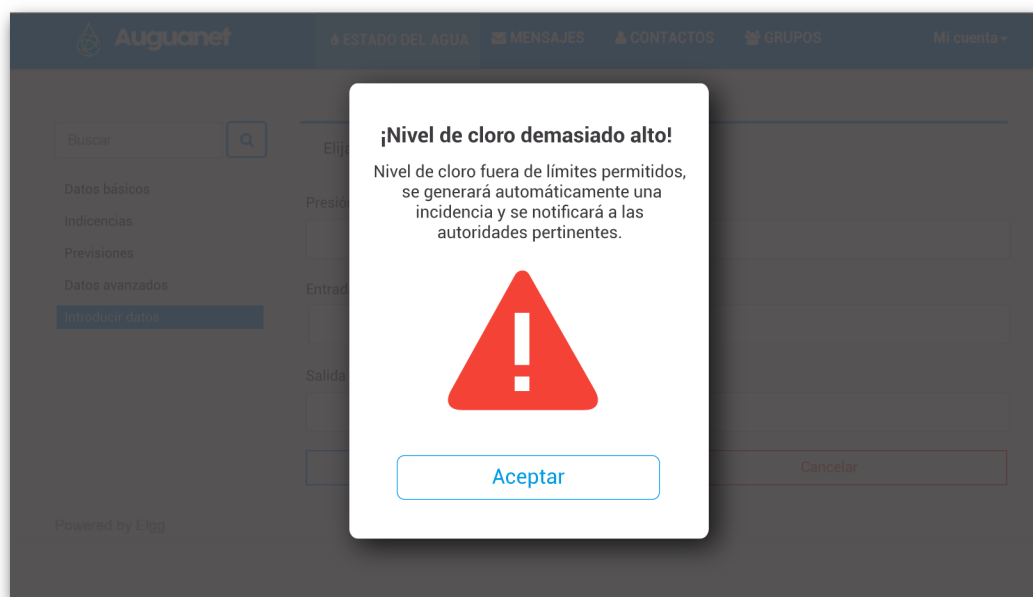 Auguanet
ESTADO DEL AGUA
MENSAJES
CONTACTOS
GRUPOS
Mi cuenta
Buscar
Datos básicos
Indicencias
Previsiones
Datos avanzados
Introducir datos
Elija
Presión
Entrad
Salida
Cancelar
Powered by Elgg
¡Nivel de cloro demasiado alto!
Nivel de cloro fuera de límites permitidos,
se generará automáticamente una
incidencia y se notificará a las
autoridades pertinentes.
Aceptar